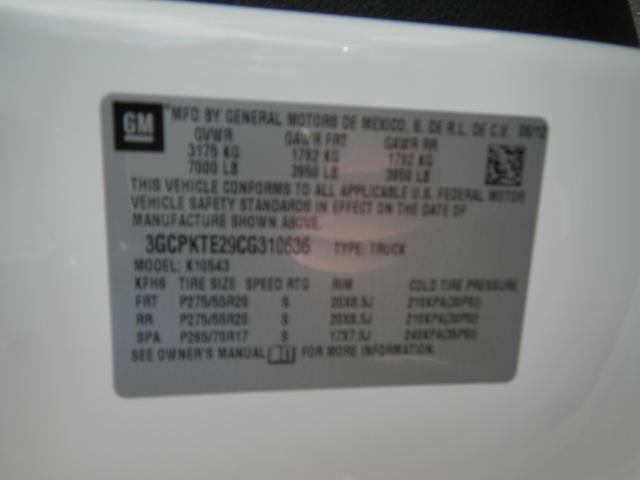 GM MFD BY GENERAL MOTORS DE MEXICO, S. DE R.L. DE C.V. 06/12
GVWR GAWR FRT GAWR RR
3175 KG 1792 KG 1792 KG
7000 LB 3950 LB 3950 LB
THIS VEHICLE CONFORMS TO ALL APPLICABLE U.S. FEDERAL MOTOR
VEHICLE SAFETY STANDARDS IN EFFECT ON THE DATE OF
MANUFACTURE SHOWN ABOVE.
3GCPKTE29CG310636 TYPE: TRUCK
MODEL: K10543
KFH6 TIRE SIZE SPEED RTG RIM COLD TIRE PRESSURE
FRT P275/55R20 S 20X8.5J 210KPA(30PSI)
RR P275/55R20 S 20X8.5J 210KPA(30PSI)
SPA P265/70R17 S 17X7.5J 240KPA(35PSI)
SEE OWNER'S MANUAL FOR MORE INFORMATION.